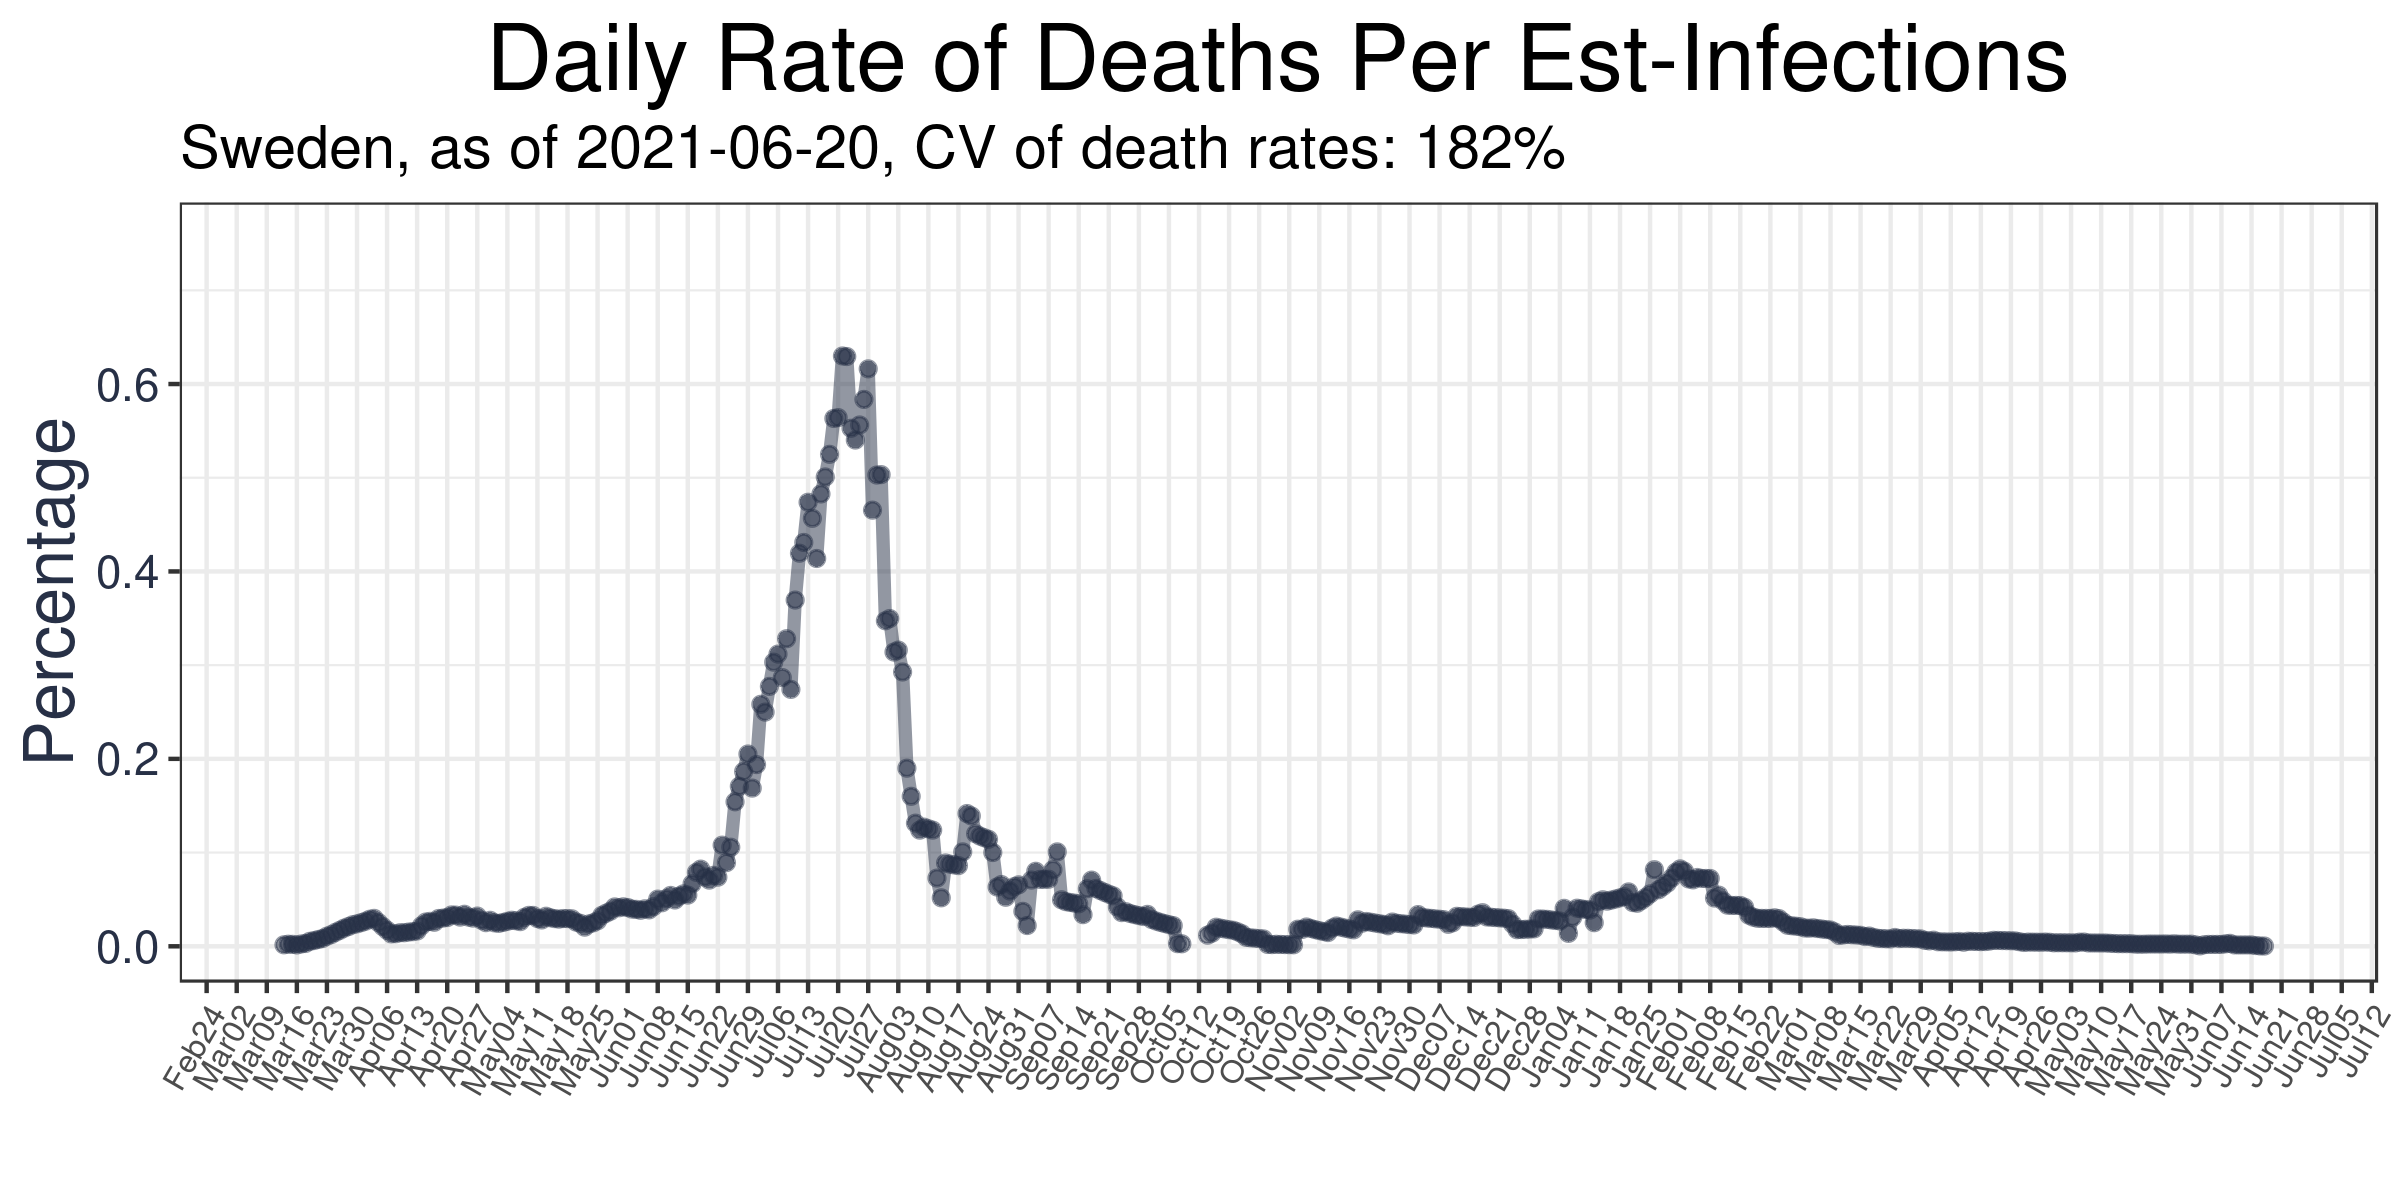 Daily Rate of Deaths Per Est-Infections
Sweden, as of 2021-06-20, CV of death rates: 182%
Percentage
0.6
0.4
0.2
0.0
Feb24
Mar02
Mar09
Mar16
Mar23
Mar30
Apr06
Apr13
Apr20
Apr27
May04
May11
May18
May25
Jun01
Jun08
Jun15
Jun22
Jun29
Jul06
Jul13
Jul20
Jul27
Aug03
Aug10
Aug17
Aug24
Aug31
Sep07
Sep14
Sep21
Sep28
Oct05
Oct12
Oct19
Oct26
Nov02
Nov09
Nov16
Nov23
Nov30
Dec07
Dec14
Dec21
Dec28
Jan04
Jan11
Jan18
Jan25
Feb01
Feb08
Feb15
Feb22
Mar01
Mar08
Mar15
Mar22
Mar29
Apr05
Apr12
Apr19
Apr26
May03
May10
May17
May24
May31
Jun07
Jun14
Jun21
Jun28
Jul05
Jul12